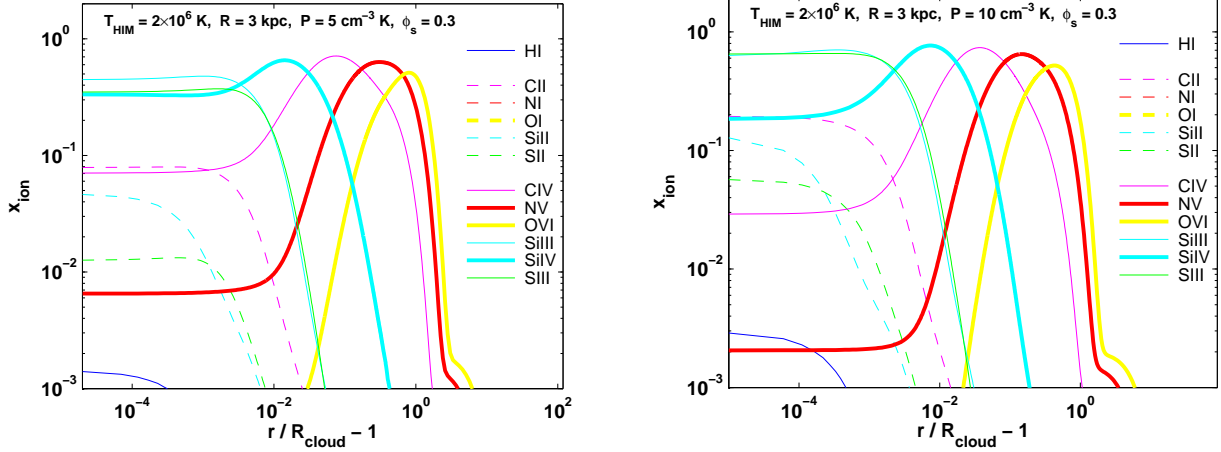 T_HIM = 2×10^6 K, R = 3 kpc, P = 5 cm^-3 K, ϕ_s = 0.3
10^0
10^-1
10^-2
10^-3
x_ion
10^-4
10^-2
10^0
10^2
r / R_cloud − 1
HI
CII
NI
OI
SiII
SII
CIV
NV
OVI
SiIII
SiIV
SIII
T_HIM = 2×10^6 K, R = 3 kpc, P = 10 cm^-3 K, ϕ_s = 0.3
10^0
10^-1
10^-2
10^-3
x_ion
10^-4
10^-2
10^0
r / R_cloud − 1
HI
CII
NI
OI
SiII
SII
CIV
NV
OVI
SiIII
SiIV
SIII